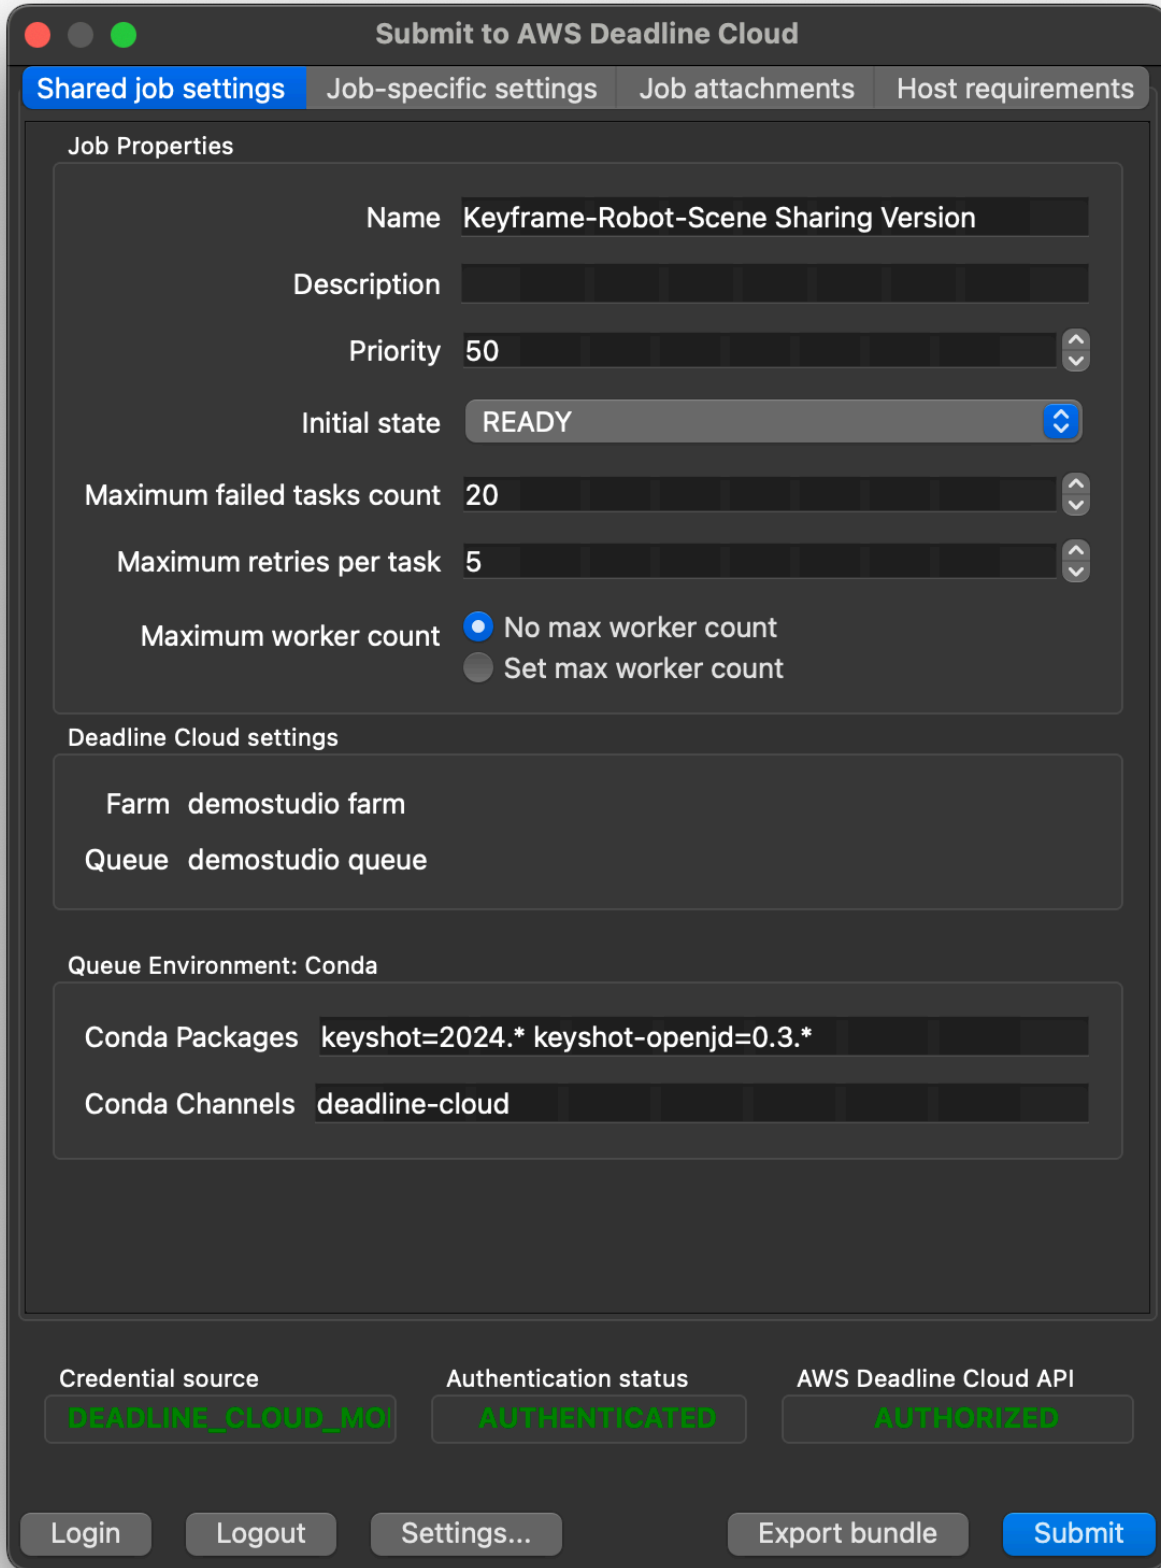 Submit to AWS Deadline Cloud
Shared job settings Job-specific settings Job attachments Host requirements
Job Properties
Name Keyframe-Robot-Scene Sharing Version
Description
Priority 50
Initial state READY
Maximum failed tasks count 20
Maximum retries per task 5
Maximum worker count No max worker count
Set max worker count
Deadline Cloud settings
Farm demostudio farm
Queue demostudio queue
Queue Environment: Conda
Conda Packages keyshot=2024.* keyshot-openjd=0.3.*
Conda Channels deadline-cloud
Credential source Authentication status AWS Deadline Cloud API
DEADLINE_CLOUD_MO AUTHENTICATED AUTHORIZED
Login Logout Settings... Export bundle Submit